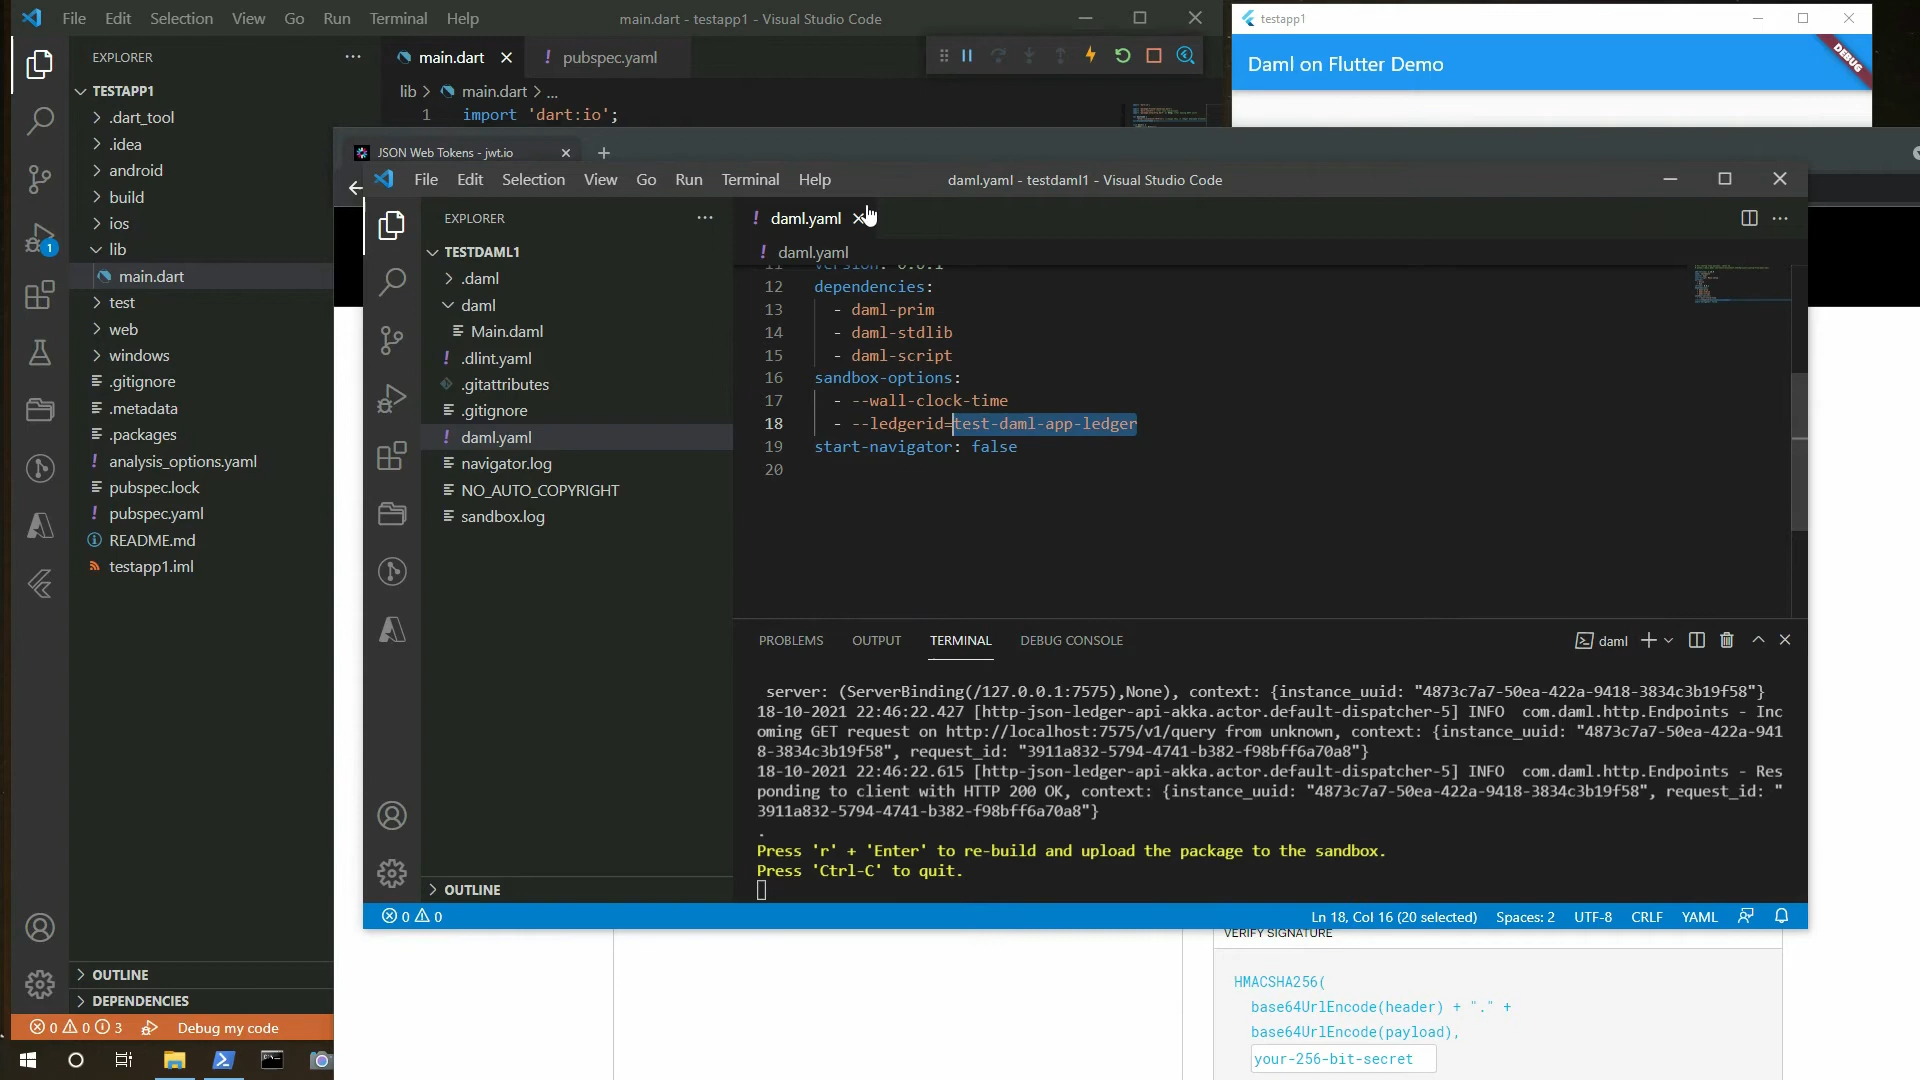 File Edit Selection View Go Run Terminal Help
main.dart - testapp1 - Visual Studio Code
testapp1
Daml on Flutter Demo
DEBUG
EXPLORER
main.dart
! pubspec.yaml
lib > main.dart > ...
1 import 'dart:io';
TESTAPP1
.dart_tool
.idea
android
build
ios
lib
main.dart
test
web
windows
.gitignore
.metadata
.packages
analysis_options.yaml
pubspec.lock
! pubspec.yaml
README.md
testapp1.iml
1
OUTLINE
DEPENDENCIES
0 0 3 Debug my code
JSON Web Tokens - jwt.io
File Edit Selection View Go Run Terminal Help
daml.yaml - testdaml1 - Visual Studio Code
EXPLORER
TESTDAML1
.daml
daml
Main.daml
! .dlint.yaml
.gitattributes
.gitignore
! daml.yaml
navigator.log
NO_AUTO_COPYRIGHT
sandbox.log
OUTLINE
! daml.yaml
! daml.yaml
11 version: 0.0.1
12 dependencies:
13 - daml-prim
14 - daml-stdlib
15 - daml-script
16 sandbox-options:
17 - --wall-clock-time
18 - --ledgerid=test-daml-app-ledger
19 start-navigator: false
20
PROBLEMS OUTPUT TERMINAL DEBUG CONSOLE
daml
server: (ServerBinding(/127.0.0.1:7575),None), context: {instance_uuid: "4873c7a7-50ea-422a-9418-3834c3b19f58"}
18-10-2021 22:46:22.427 [http-json-ledger-api-akka.actor.default-dispatcher-5] INFO com.daml.http.Endpoints - Inc
oming GET request on http://localhost:7575/v1/query from unknown, context: {instance_uuid: "4873c7a7-50ea-422a-941
8-3834c3b19f58", request_id: "3911a832-5794-4741-b382-f98bff6a70a8"}
18-10-2021 22:46:22.615 [http-json-ledger-api-akka.actor.default-dispatcher-5] INFO com.daml.http.Endpoints - Res
ponding to client with HTTP 200 OK, context: {instance_uuid: "4873c7a7-50ea-422a-9418-3834c3b19f58", request_id: "
3911a832-5794-4741-b382-f98bff6a70a8"}
.
Press 'r' + 'Enter' to re-build and upload the package to the sandbox.
Press 'Ctrl-C' to quit.
0 0
Ln 18, Col 16 (20 selected) Spaces: 2 UTF-8 CRLF YAML
VERIFY SIGNATURE
HMACSHA256(
base64UrlEncode(header) + "." +
base64UrlEncode(payload),
your-256-bit-secret